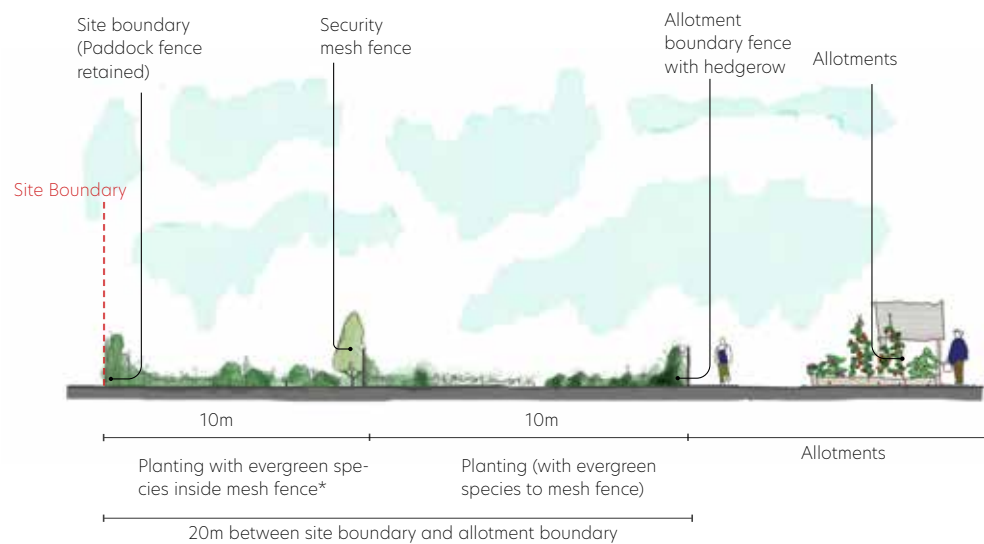 Site boundary
(Paddock fence
retained)
Security
mesh fence
Allotment
boundary fence
with hedgerow
Allotments
Site Boundary
10m
10m
Planting with evergreen spe-
cies inside mesh fence*
Planting (with evergreen
species to mesh fence)
Allotments
20m between site boundary and allotment boundary